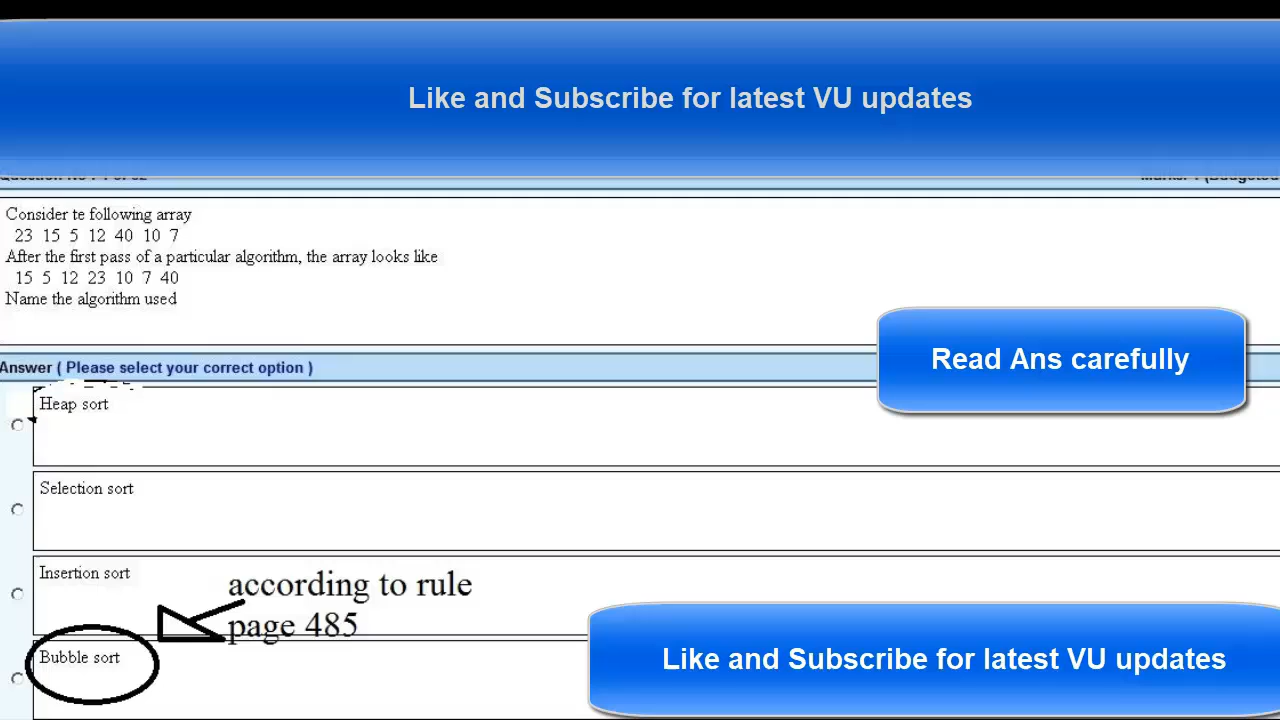 Like and Subscribe for latest VU updates
Consider te following array
23 15 5 12 40 10 7
After the first pass of a particular algorithm, the array looks like
15 5 12 23 10 7 40
Name the algorithm used
Read Ans carefully
Answer ( Please select your correct option )
Heap sort
Selection sort
Insertion sort
according to rule
page 485
Bubble sort
Like and Subscribe for latest VU updates